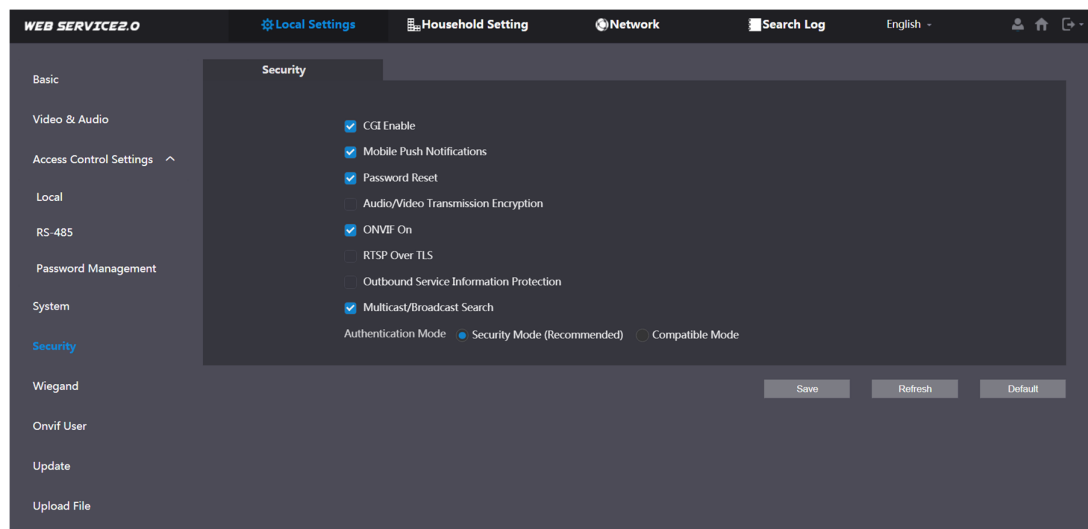 WEB SERVICE2.0
Local Settings
Household Setting
Network
Search Log
English
Basic
Video & Audio
Access Control Settings
Local
RS-485
Password Management
System
Security
Wiegand
Onvif User
Update
Upload File
Security
CGI Enable
Mobile Push Notifications
Password Reset
Audio/Video Transmission Encryption
ONVIF On
RTSP Over TLS
Outbound Service Information Protection
Multicast/Broadcast Search
Authentication Mode Security Mode (Recommended) Compatible Mode
Save Refresh Default